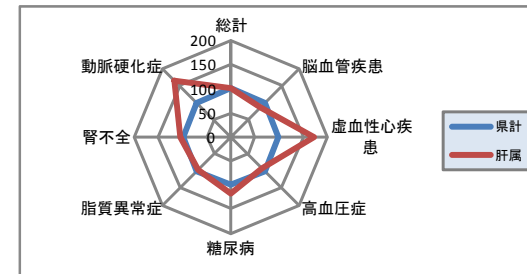 総計
200
150
100
50
0
脳血管疾患
虚血性心疾
患
高血圧症
糖尿病
脂質異常症
腎不全
動脈硬化症
県計
肝属